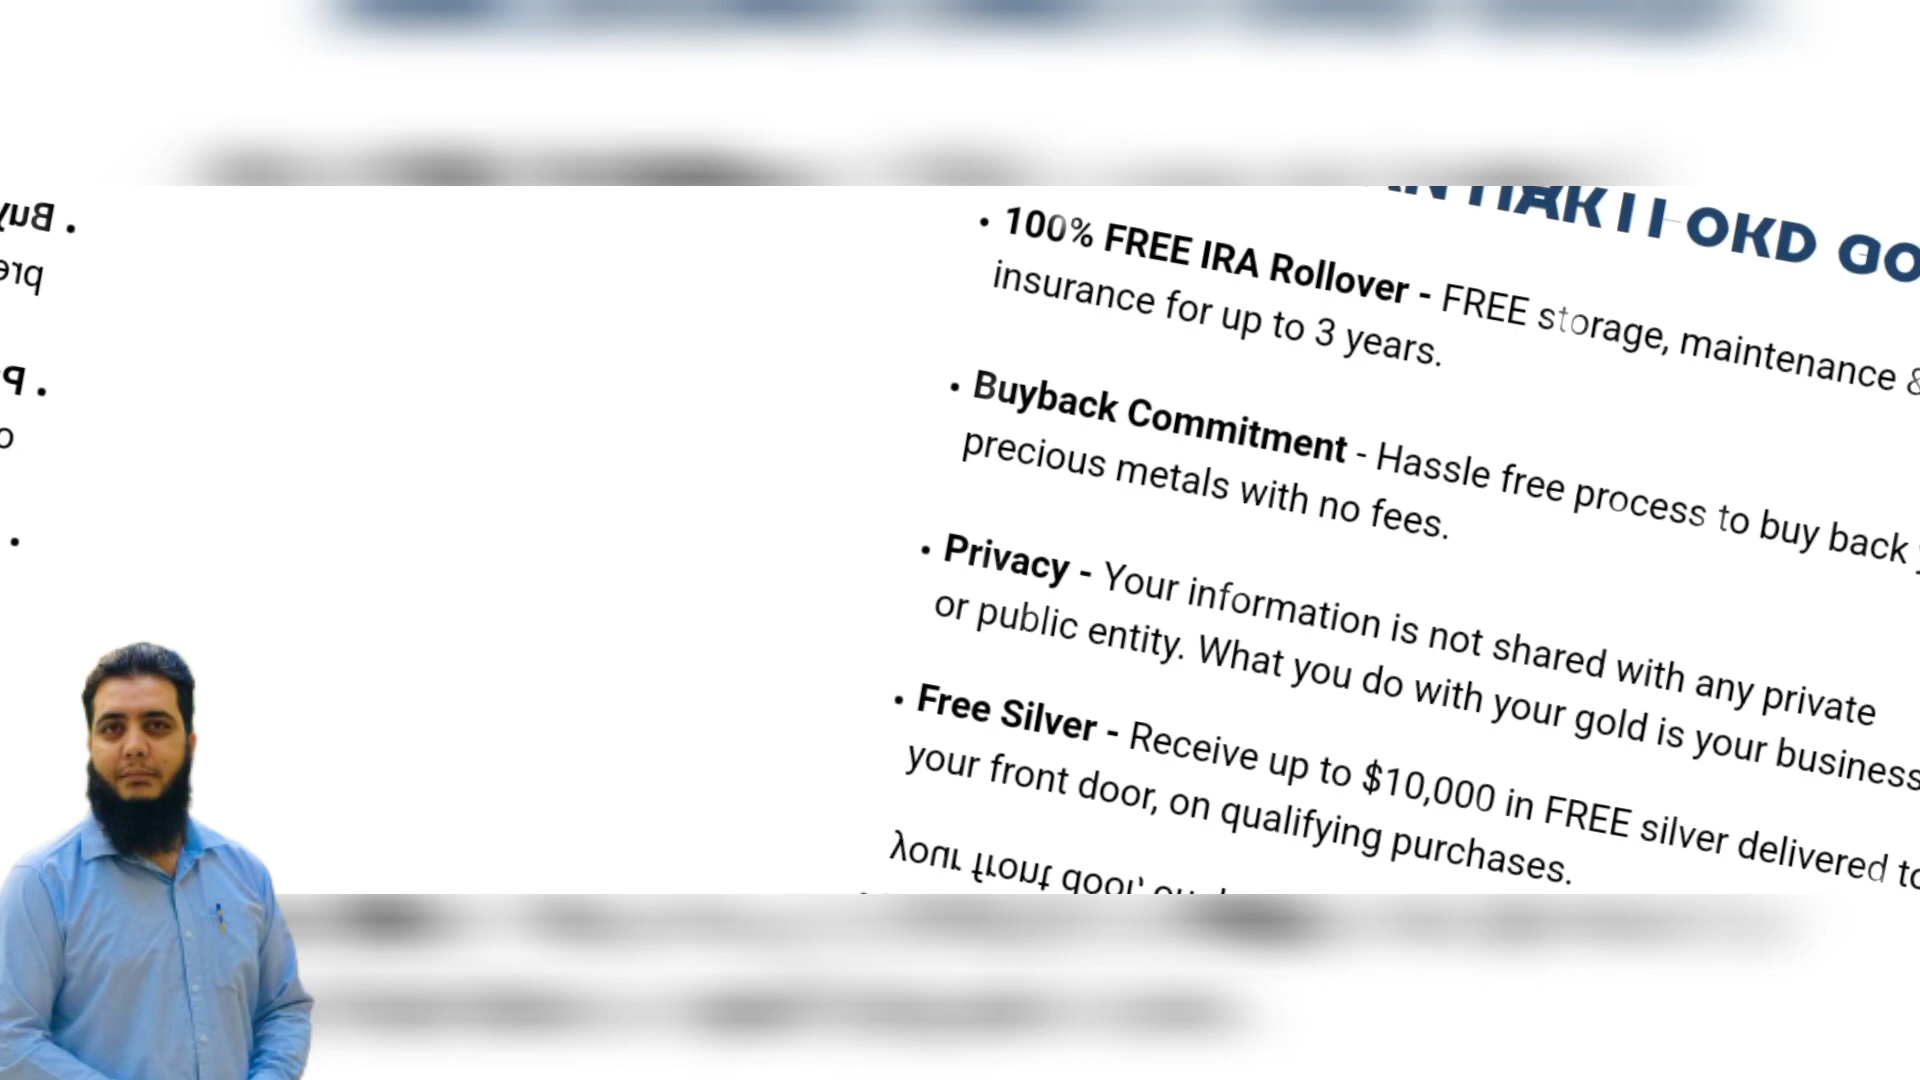 100% FREE IRA Rollover - FREE storage, maintenance &
insurance for up to 3 years.
Buyback Commitment - Hassle free process to buy back
precious metals with no fees.
Privacy - Your information is not shared with any private
or public entity. What you do with your gold is your business
Free Silver - Receive up to $10,000 in FREE silver delivered to
your front door, on qualifying purchases.